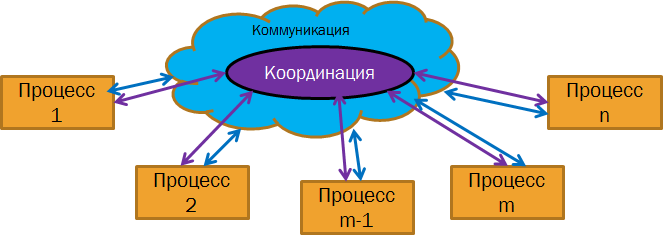 Коммуникация
Координация
Процесс
1
Процесс
n
Процесс
2
Процесс
m-1
Процесс
m